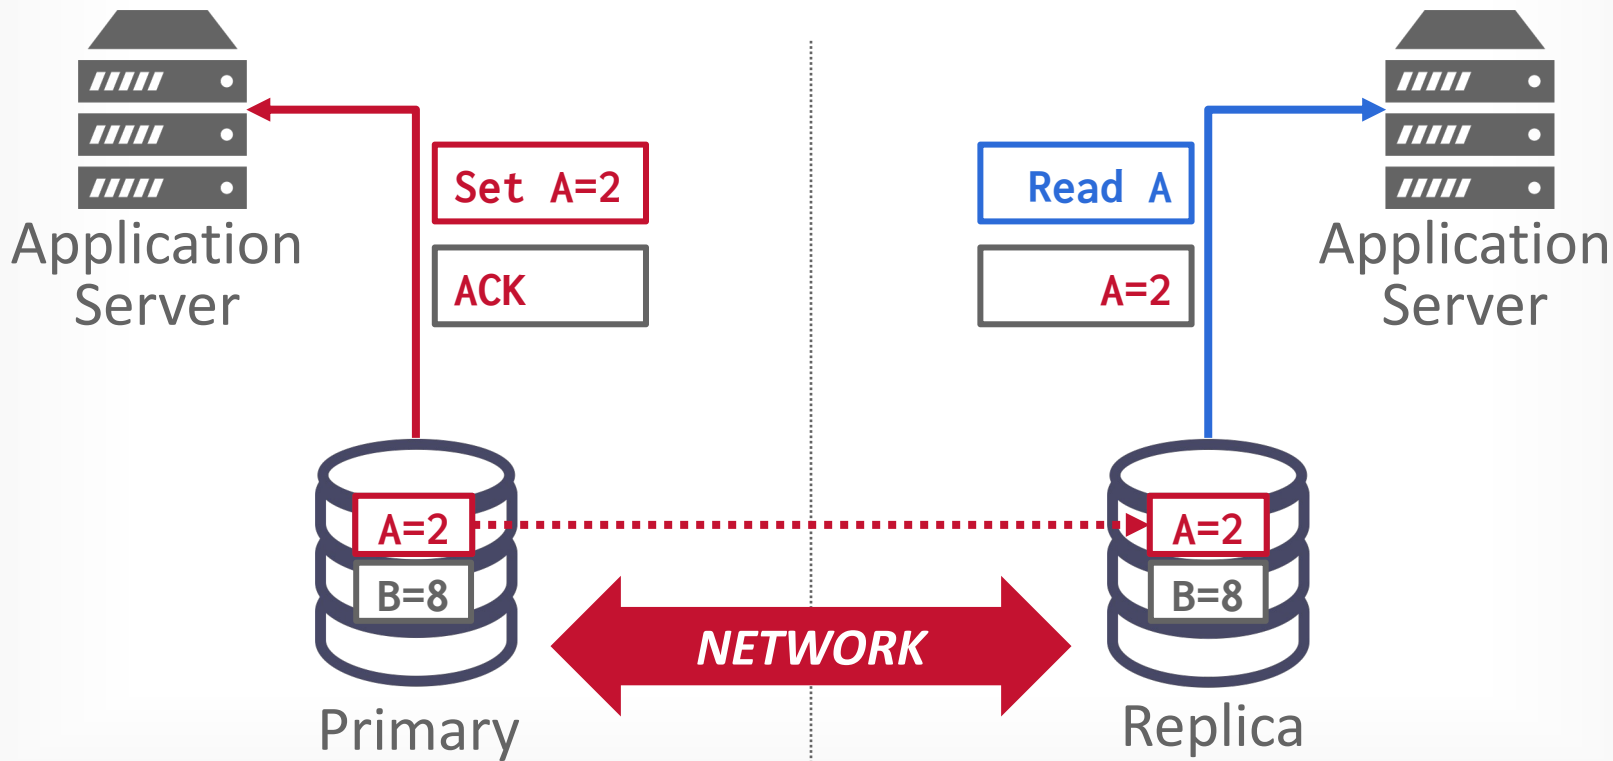 Set A=2
ACK
Application
Server
Read A
A=2
Application
Server
A=2
B=8
A=2
B=8
NETWORK
Primary
Replica